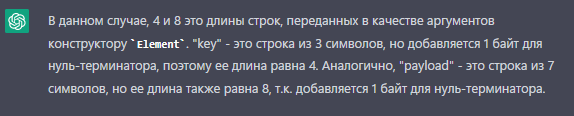 В данном случае, 4 и 8 это длины строк, переданных в качестве аргументов
конструктору `Element`. "key" - это строка из 3 символов, но добавляется 1 байт для
нуль-терминатора, поэтому ее длина равна 4. Аналогично, "payload" - это строка из 7
символов, но ее длина также равна 8, т.к. добавляется 1 байт для нуль-терминатора.